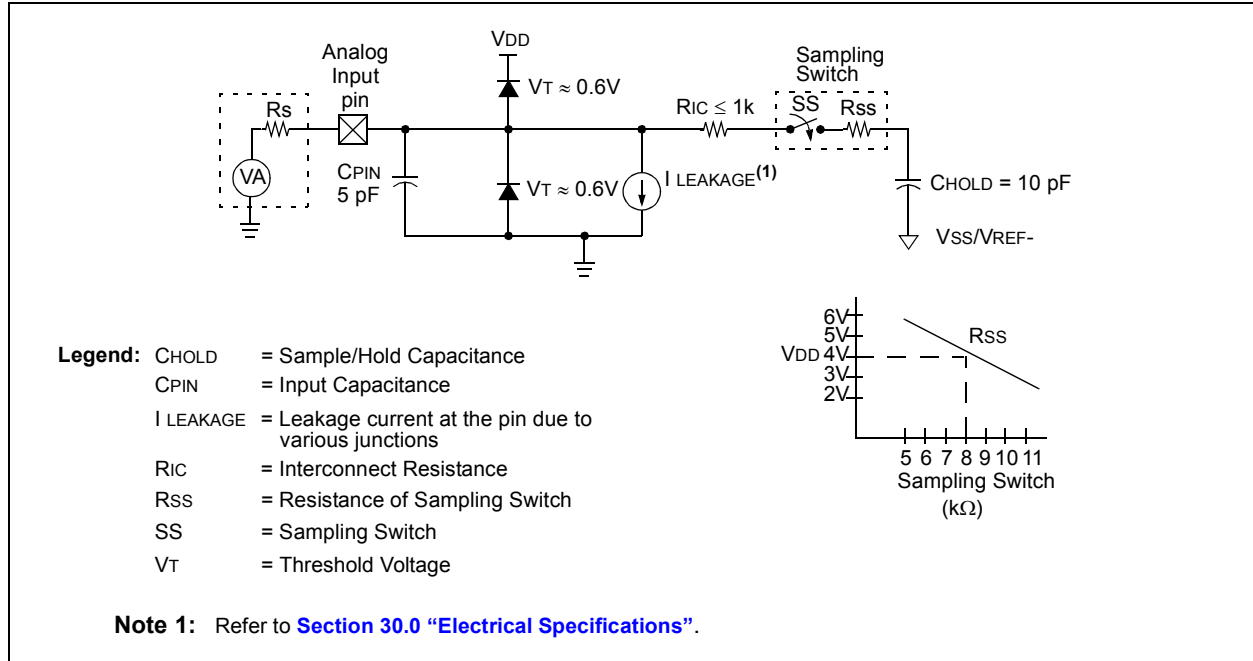 VDD
Analog
Input
pin
Sampling
Switch
VT ≈ 0.6V
Rs
RIC ≤ 1k
SS
Rss
VA
CPIN
5 pF
VT ≈ 0.6V
I LEAKAGE(1)
CHOLD = 10 pF
VSS/VREF-
6V
5V
VDD 4V
3V
2V
RSS
5 6 7 8 9 10 11
Sampling Switch
(kΩ)
Legend: CHOLD = Sample/Hold Capacitance
CPIN = Input Capacitance
I LEAKAGE = Leakage current at the pin due to
various junctions
RIC = Interconnect Resistance
RSS = Resistance of Sampling Switch
SS = Sampling Switch
VT = Threshold Voltage
Note 1: Refer to Section 30.0 “Electrical Specifications”.